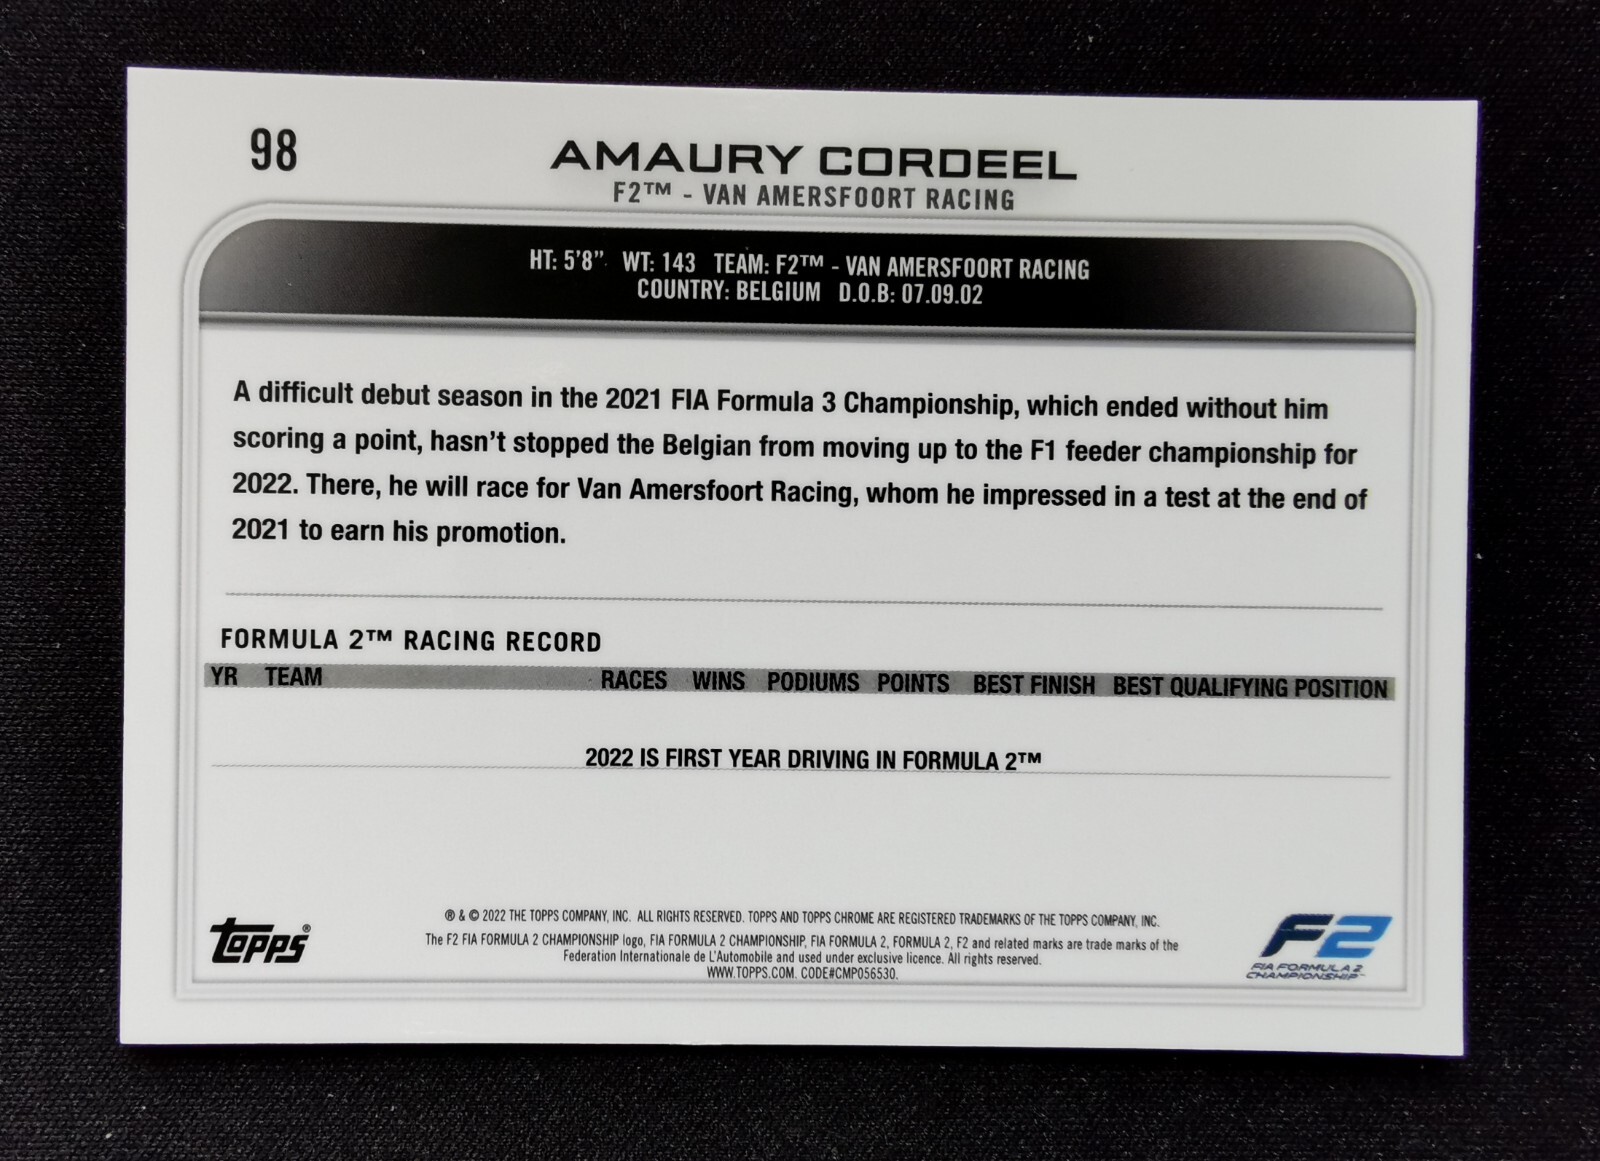 98
AMAURY CORDEEL
F2™ - VAN AMERSFOORT RACING
HT: 5'8" WT: 143 TEAM: F2™ - VAN AMERSFOORT RACING
COUNTRY: BELGIUM D.O.B: 07.09.02
A difficult debut season in the 2021 FIA Formula 3 Championship, which ended without him
scoring a point, hasn't stopped the Belgian from moving up to the F1 feeder championship for
2022. There, he will race for Van Amersfoort Racing, whom he impressed in a test at the end of
2021 to earn his promotion.
FORMULA 2™ RACING RECORD
YR TEAM RACES WINS PODIUMS POINTS BEST FINISH BEST QUALIFYING POSITION
2022 IS FIRST YEAR DRIVING IN FORMULA 2™
topps®
® & © 2022 THE TOPPS COMPANY, INC. ALL RIGHTS RESERVED. TOPPS AND TOPPS CHROME ARE REGISTERED TRADEMARKS OF THE TOPPS COMPANY, INC.
The F2 FIA FORMULA 2 CHAMPIONSHIP logo, FIA FORMULA 2 CHAMPIONSHIP, FIA FORMULA 2, FORMULA 2, F2 and related marks are trade marks of the
Federation Internationale de L'Automobile and used under exclusive licence. All rights reserved.
WWW.TOPPS.COM. CODE#CMP056530.
F2
FIA FORMULA 2
CHAMPIONSHIP™